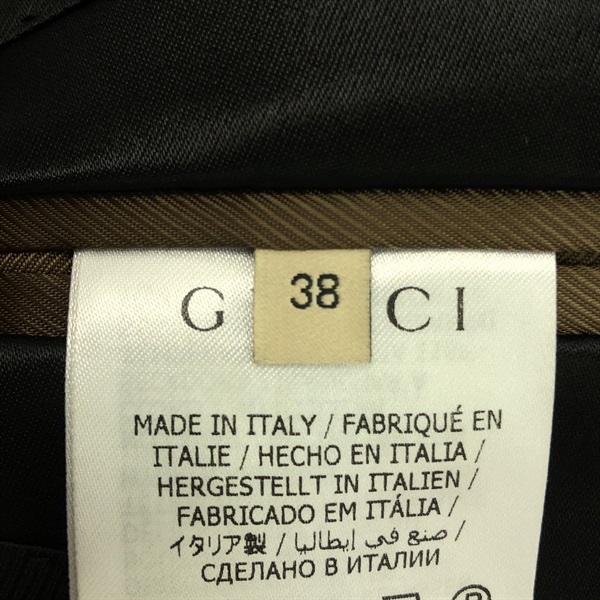 38
G CI
MADE IN ITALY / FABRIQUÉ EN
ITALIE / HECHO EN ITALIA /
HERGESTELLT IN ITALIEN /
FABRICADO EM ITÁLIA /
イタリア製 / صنع في إيطاليا /
СДЕЛАНО В ИТАЛИИ